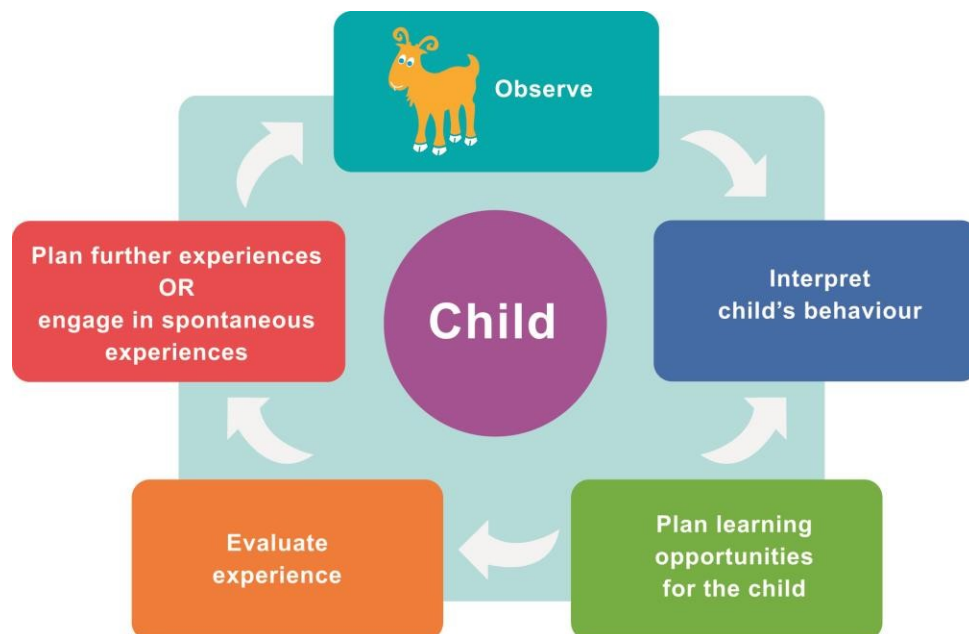 Observe
Interpret
child’s behaviour
Plan learning
opportunities
for the child
Evaluate
experience
Plan further experiences
OR
engage in spontaneous
experiences
Child